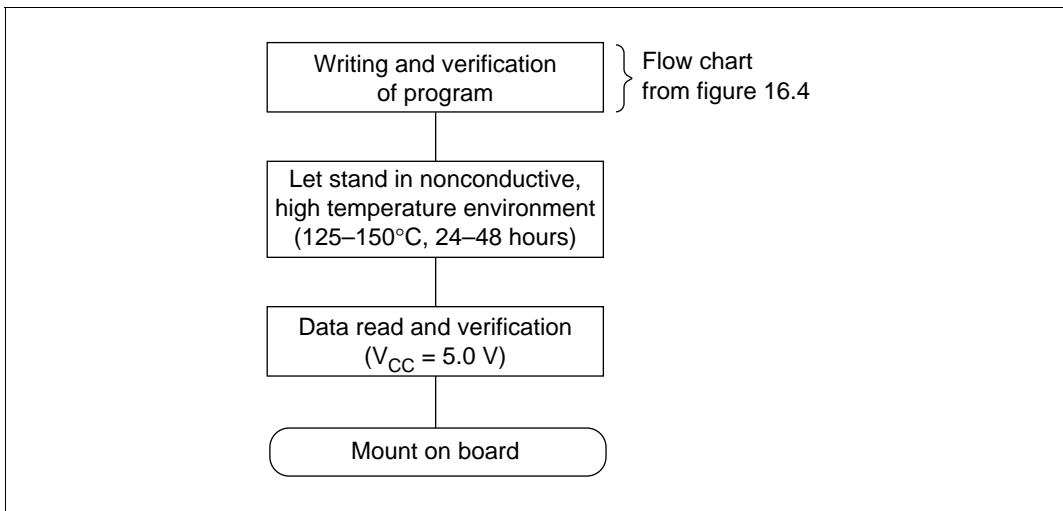 Writing and verification
of program
Flow chart
from figure 16.4
Let stand in nonconductive,
high temperature environment
(125–150°C, 24–48 hours)
Data read and verification
(VCC = 5.0 V)
Mount on board